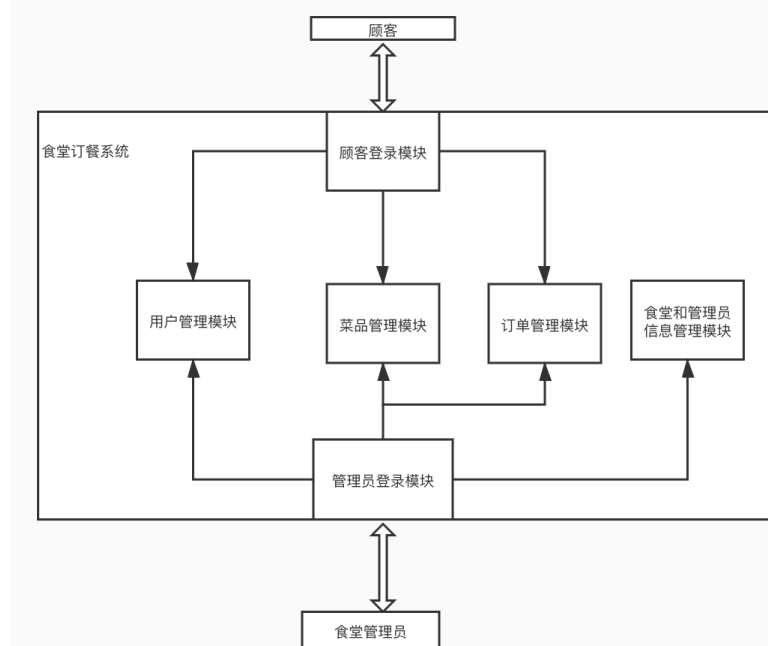 顾客
食堂订餐系统
顾客登录模块
用户管理模块
菜品管理模块
订单管理模块
食堂和管理员
信息管理模块
管理员登录模块
食堂管理员